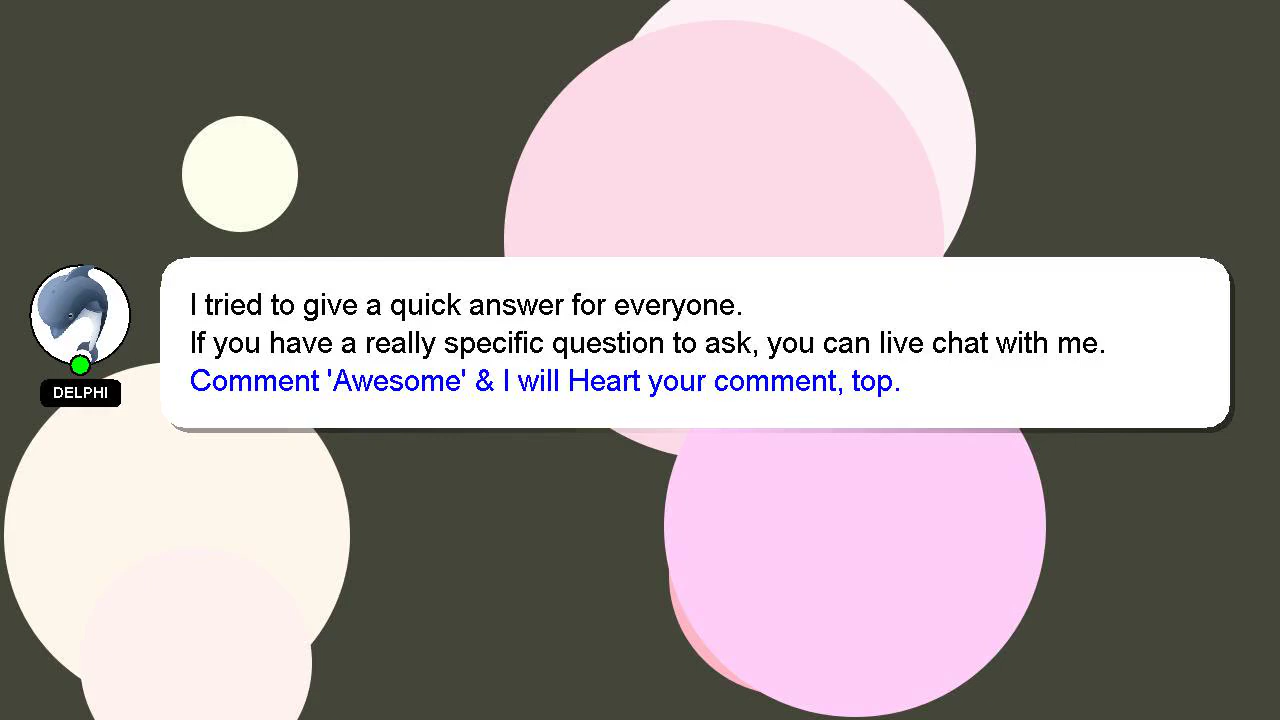 I tried to give a quick answer for everyone.
If you have a really specific question to ask, you can live chat with me.
Comment 'Awesome' & I will Heart your comment, top.
DELPHI